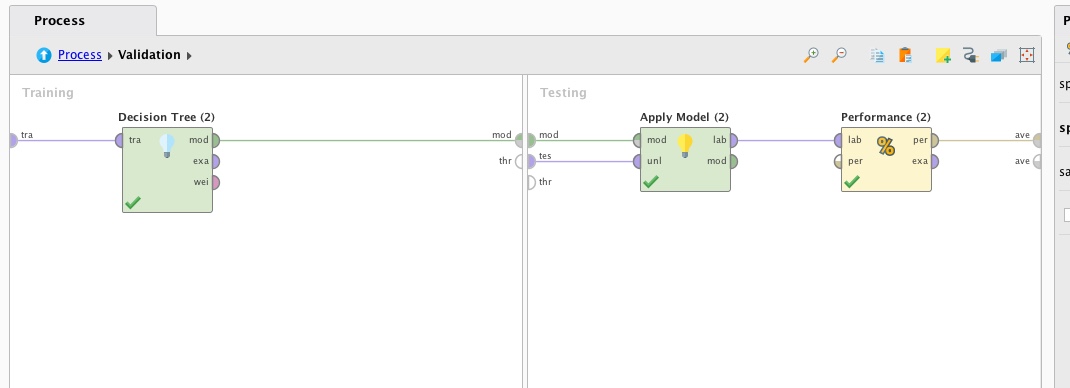 Process
P
Process Validation
Training
Testing
sp
sp
sa
Decision Tree (2)
Apply Model (2)
Performance (2)
tra
tra
mod
exa
wei
mod
thr
mod
tes
thr
mod
unl
lab
mod
lab
per
per
exa
ave
ave